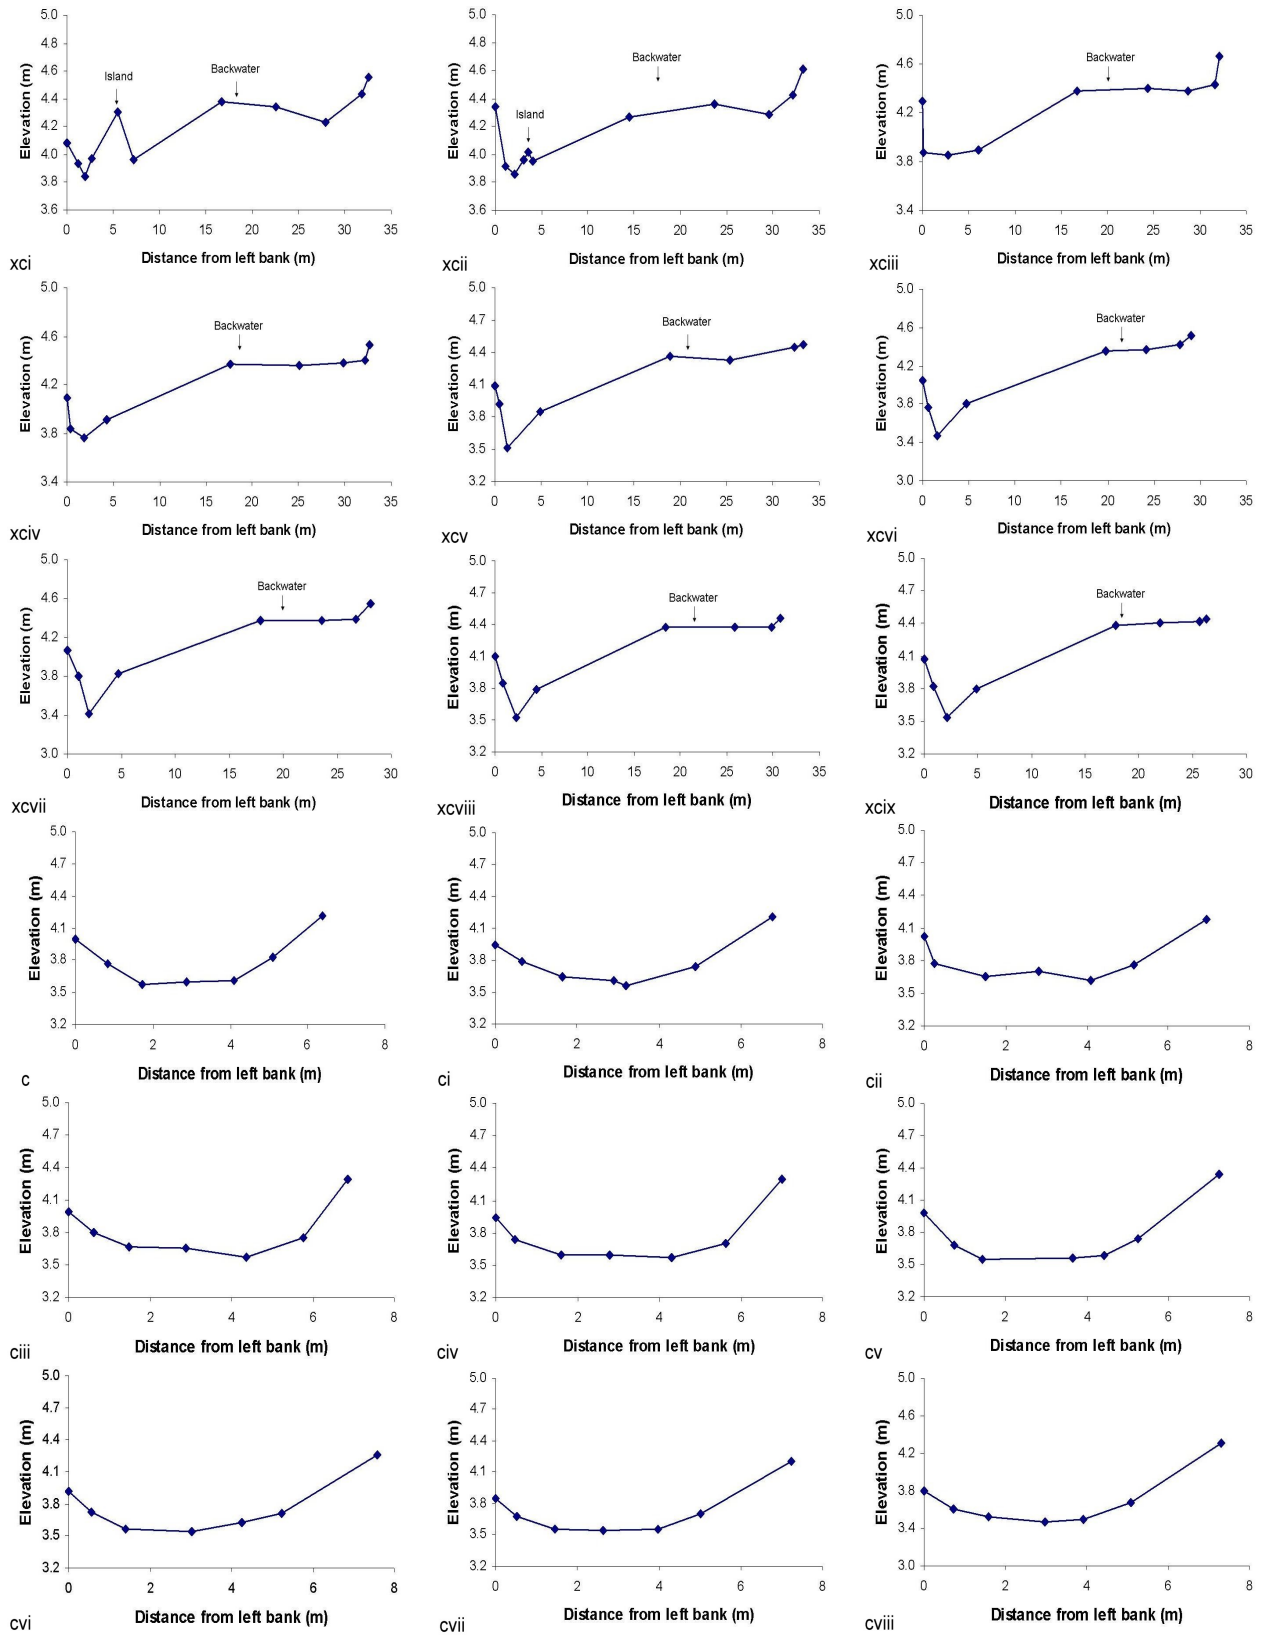 5.0
4.8
4.6
4.4
4.2
4.0
3.8
3.6
Elevation (m)
Island
Backwater
0 5 10 15 20 25 30 35
Distance from left bank (m)
xci
5.0
4.8
4.6
4.4
4.2
4.0
3.8
3.6
Elevation (m)
Backwater
Island
0 5 10 15 20 25 30 35
Distance from left bank (m)
xcii
5.0
4.6
4.2
3.8
3.4
Elevation (m)
Backwater
0 5 10 15 20 25 30 35
Distance from left bank (m)
xciii
5.0
4.6
4.2
3.8
3.4
Elevation (m)
Backwater
0 5 10 15 20 25 30 35
Distance from left bank (m)
xciv
5.0
4.7
4.4
4.1
3.8
3.5
3.2
Elevation (m)
Backwater
0 5 10 15 20 25 30 35
Distance from left bank (m)
xcv
5.0
4.6
4.2
3.8
3.4
3.0
Elevation (m)
Backwater
0 5 10 15 20 25 30 35
Distance from left bank (m)
xcvi
5.0
4.6
4.2
3.8
3.4
3.0
Elevation (m)
Backwater
0 5 10 15 20 25 30
Distance from left bank (m)
xcvii
5.0
4.7
4.4
4.1
3.8
3.5
3.2
Elevation (m)
Backwater
0 5 10 15 20 25 30 35
Distance from left bank (m)
xcviii
5.0
4.7
4.4
4.1
3.8
3.5
3.2
Elevation (m)
Backwater
0 5 10 15 20 25 30
Distance from left bank (m)
xcix
5.0
4.7
4.4
4.1
3.8
3.5
3.2
Elevation (m)
0 2 4 6 8
Distance from left bank (m)
c
5.0
4.7
4.4
4.1
3.8
3.5
3.2
Elevation (m)
0 2 4 6 8
Distance from left bank (m)
ci
5.0
4.7
4.4
4.1
3.8
3.5
3.2
Elevation (m)
0 2 4 6 8
Distance from left bank (m)
cii
5.0
4.7
4.4
4.1
3.8
3.5
3.2
Elevation (m)
0 2 4 6 8
Distance from left bank (m)
ciii
5.0
4.7
4.4
4.1
3.8
3.5
3.2
Elevation (m)
0 2 4 6 8
Distance from left bank (m)
civ
5.0
4.7
4.4
4.1
3.8
3.5
3.2
Elevation (m)
0 2 4 6 8
Distance from left bank (m)
cv
5.0
4.7
4.4
4.1
3.8
3.5
3.2
Elevation (m)
0 2 4 6 8
Distance from left bank (m)
cvi
5.0
4.7
4.4
4.1
3.8
3.5
3.2
Elevation (m)
0 2 4 6 8
Distance from left bank (m)
cvii
5.0
4.6
4.2
3.8
3.4
3.0
Elevation (m)
0 2 4 6 8
Distance from left bank (m)
cviii